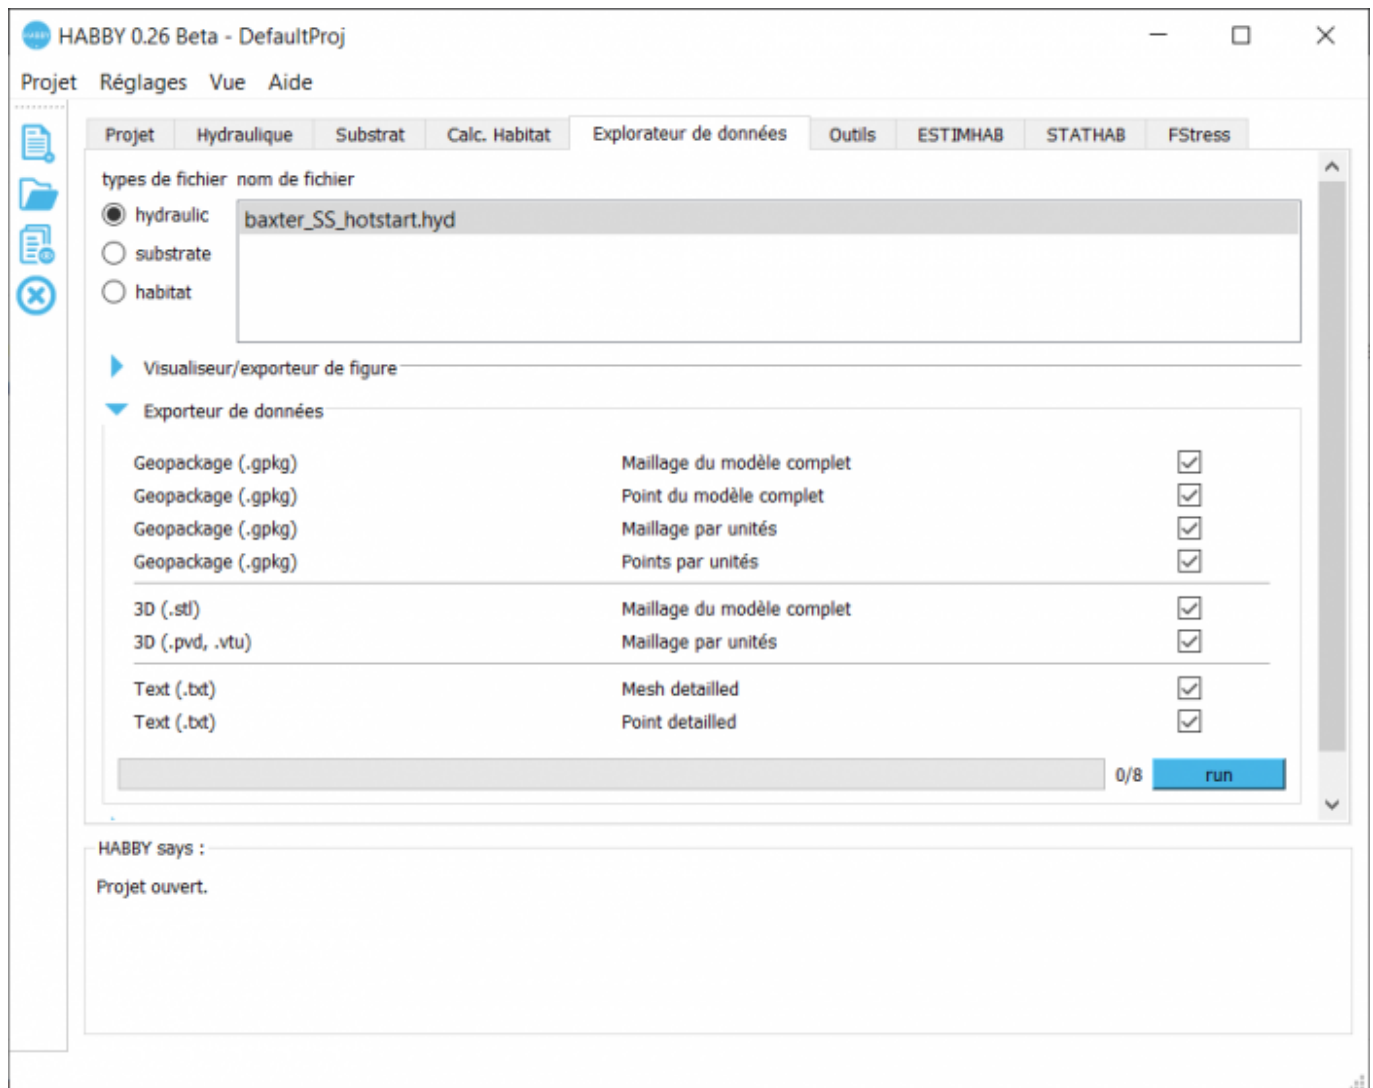 HABBY 0.26 Beta - DefaultProj
Projet Réglages Vue Aide
Projet Hydraulique Substrat Calc. Habitat Explorateur de données Outils ESTIMHAB STATHAB FStress
types de fichier nom de fichier
hydraulic baxter_SS_hotstart.hyd
substrate
habitat
Visualiseur/exporteur de figure
Exporteur de données
Geopackage (.gpkg) Maillage du modèle complet
Geopackage (.gpkg) Point du modèle complet
Geopackage (.gpkg) Maillage par unités
Geopackage (.gpkg) Points par unités
3D (.stl) Maillage du modèle complet
3D (.pvd, .vtu) Maillage par unités
Text (.txt) Mesh detailled
Text (.txt) Point detailled
0/8 run
HABBY says :
Projet ouvert.